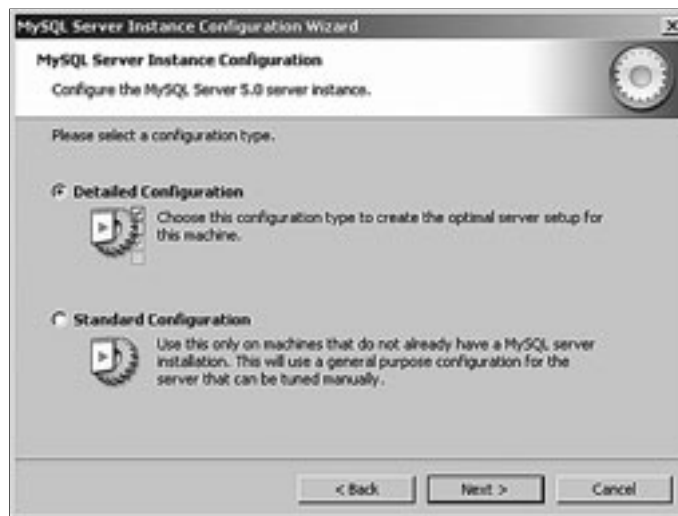 MySQL Server Instance Configuration Wizard
MySQL Server Instance Configuration
Configure the MySQL Server 5.0 server instance.
Please select a configuration type.
Detailed Configuration
Choose this configuration type to create the optimal server setup for
this machine.
Standard Configuration
Use this only on machines that do not already have a MySQL server
installation. This will use a general purpose configuration for the
server that can be tuned manually.
< Back
Next >
Cancel